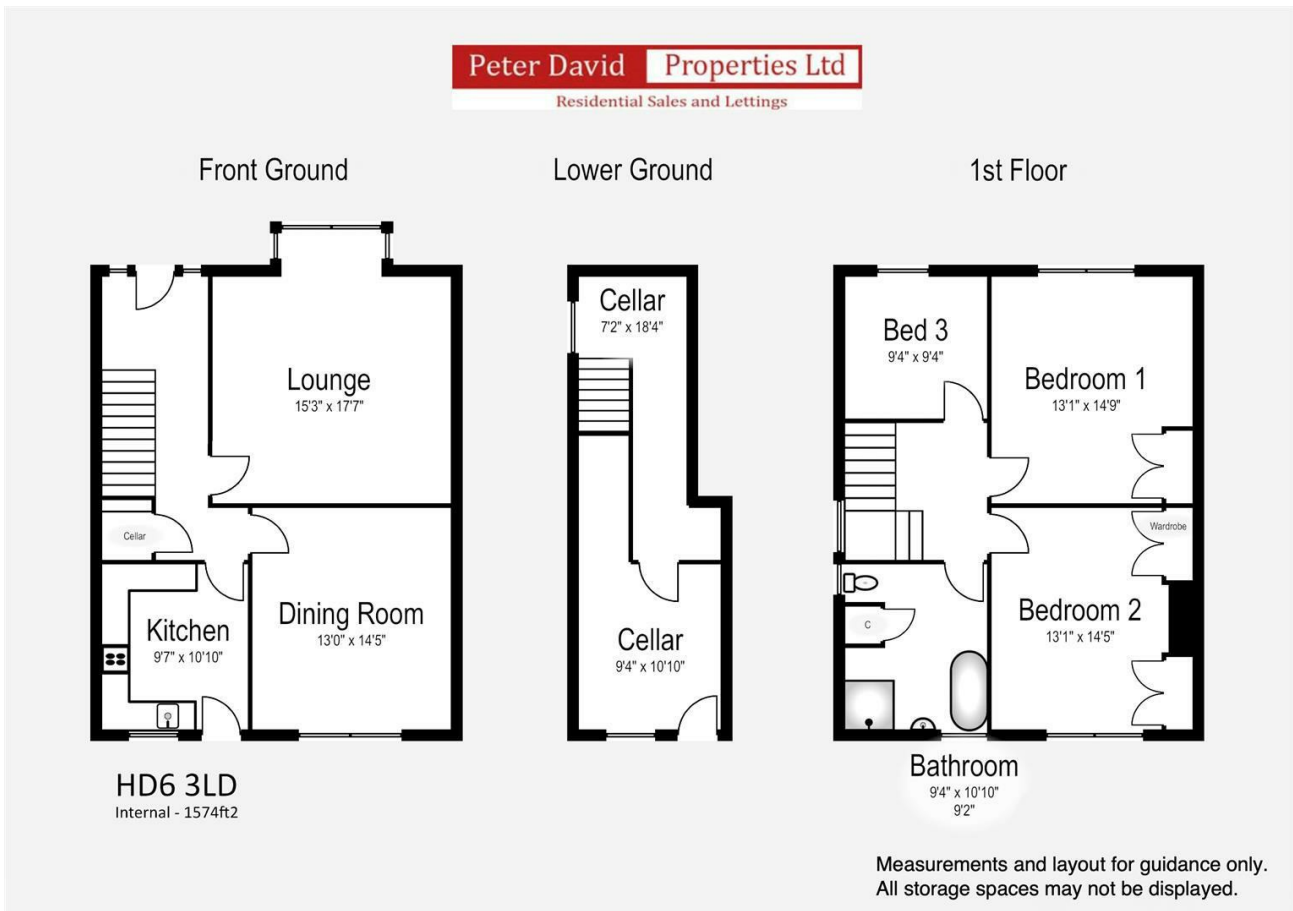 Peter David Properties Ltd
Residential Sales and Lettings
Front Ground
Lounge
15'3" x 17'7"
Cellar
Kitchen
9'7" x 10'10"
Dining Room
13'0" x 14'5"
HD6 3LD
Internal - 1574ft2
Lower Ground
Cellar
7'2" x 18'4"
Cellar
9'4" x 10'10"
1st Floor
Bed 3
9'4" x 9'4"
Bedroom 1
13'1" x 14'9"
Wardrobe
Bedroom 2
13'1" x 14'5"
C
Bathroom
9'4" x 10'10"
9'2"
Measurements and layout for guidance only.
All storage spaces may not be displayed.